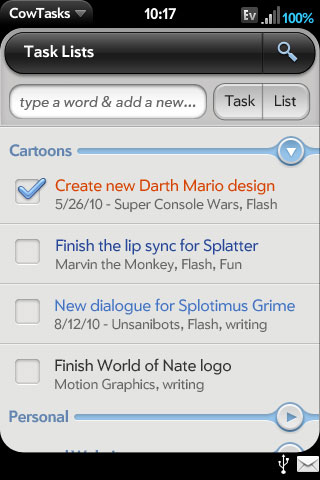 CowTasks 10:17 Ev 100%
Task Lists
type a word & add a new... Task List
Cartoons
Create new Darth Mario design
5/26/10 - Super Console Wars, Flash
Finish the lip sync for Splatter
Marvin the Monkey, Flash, Fun
New dialogue for Splotimus Grime
8/12/10 - Unsanibots, Flash, writing
Finish World of Nate logo
Motion Graphics, writing
Personal